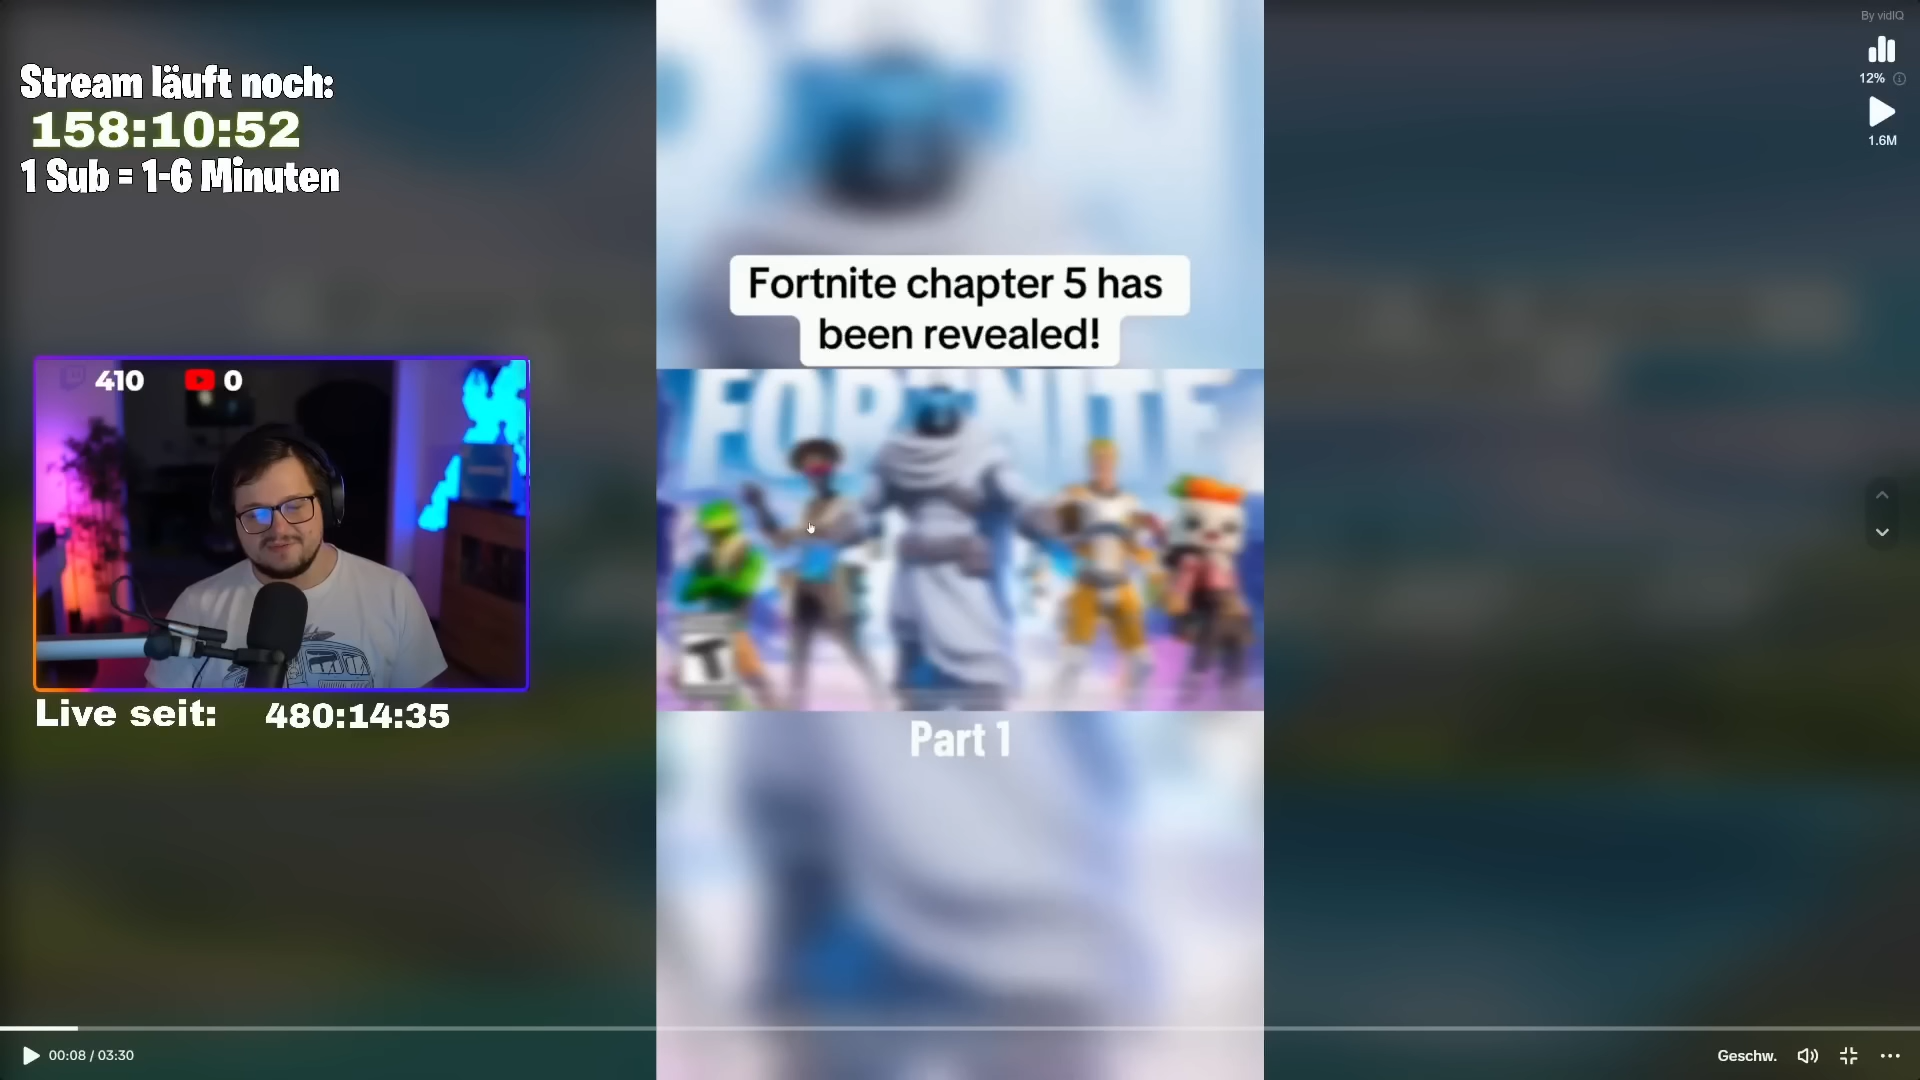 By vidIQ
Stream läuft noch:
158:10:52
1 Sub = 1-6 Minuten
12%
1.6M
Fortnite chapter 5 has
been revealed!
410
0
FORTNITE
T
Part 1
Live seit: 480:14:35
00:08 / 03:30
Geschw.